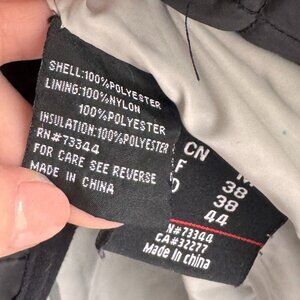 SHELL:100%POLYESTER
LINING:100%NYLON
100%POLYESTER
INSULATION:100%POLYESTER
RN#73344
FOR CARE SEE REVERSE
MADE IN CHINA
CN
F 38
38
44
N#73344
CA#32277
Made in china